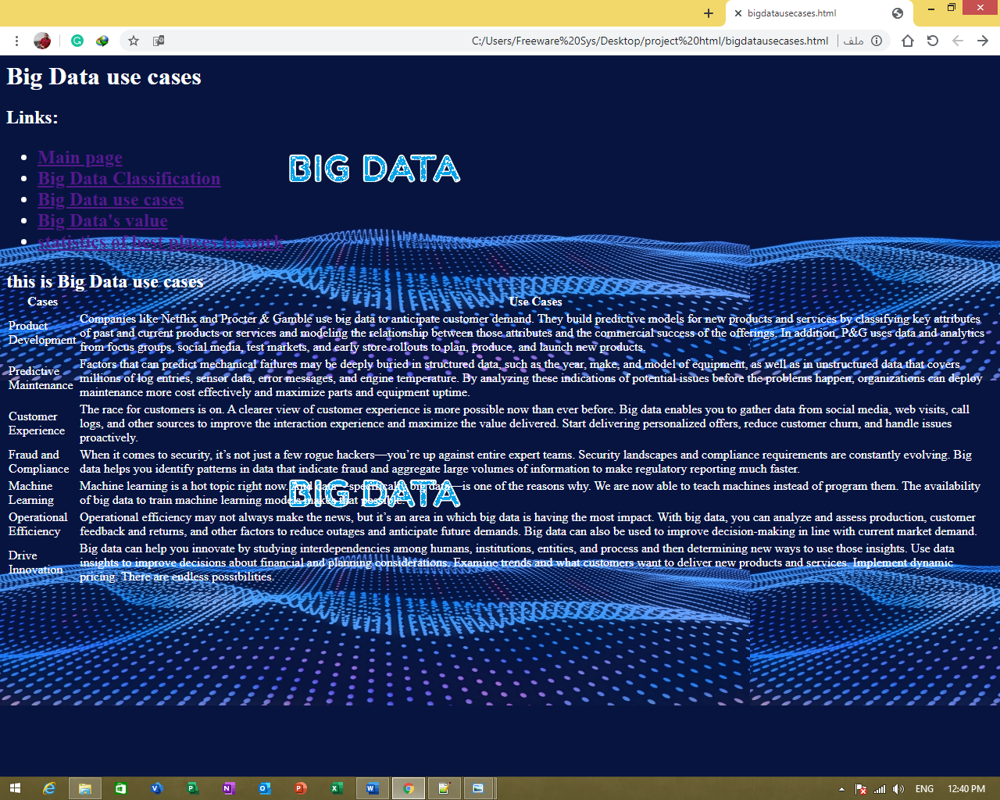 bigdatausecases.html
C:/Users/Freeware%20Sys/Desktop/project%20html/bigdatausecases.html
ملف
Big Data use cases
Links:
Main page
Big Data Classification
Big Data use cases
Big Data's value
statistics of best places to work
BIG DATA
this is Big Data use cases
Cases
Use Cases
Product
Development
Companies like Netflix and Procter & Gamble use big data to anticipate customer demand. They build predictive models for new products and services by classifying key attributes
of past and current products or services and modeling the relationship between those attributes and the commercial success of the offerings. In addition, P&G uses data and analytics
from focus groups, social media, test markets, and early store rollouts to plan, produce, and launch new products.
Predictive
Maintenance
Factors that can predict mechanical failures may be deeply buried in structured data, such as the year, make, and model of equipment, as well as in unstructured data that covers
millions of log entries, sensor data, error messages, and engine temperature. By analyzing these indications of potential issues before the problems happen, organizations can deploy
maintenance more cost effectively and maximize parts and equipment uptime.
Customer
Experience
The race for customers is on. A clearer view of customer experience is more possible now than ever before. Big data enables you to gather data from social media, web visits, call
logs, and other sources to improve the interaction experience and maximize the value delivered. Start delivering personalized offers, reduce customer churn, and handle issues
proactively.
Fraud and
Compliance
When it comes to security, it’s not just a few rogue hackers—you’re up against entire expert teams. Security landscapes and compliance requirements are constantly evolving. Big
data helps you identify patterns in data that indicate fraud and aggregate large volumes of information to make regulatory reporting much faster.
Machine
Learning
Machine learning is a hot topic right now. And data—specifically big data—is one of the reasons why. We are now able to teach machines instead of program them. The availability
of big data to train machine learning models makes that possible.
BIG DATA
Operational
Efficiency
Operational efficiency may not always make the news, but it’s an area in which big data is having the most impact. With big data, you can analyze and assess production, customer
feedback and returns, and other factors to reduce outages and anticipate future demands. Big data can also be used to improve decision-making in line with current market demand.
Drive
Innovation
Big data can help you innovate by studying interdependencies among humans, institutions, entities, and process and then determining new ways to use those insights. Use data
insights to improve decisions about financial and planning considerations. Examine trends and what customers want to deliver new products and services. Implement dynamic
pricing. There are endless possibilities.
ENG
12:40 PM